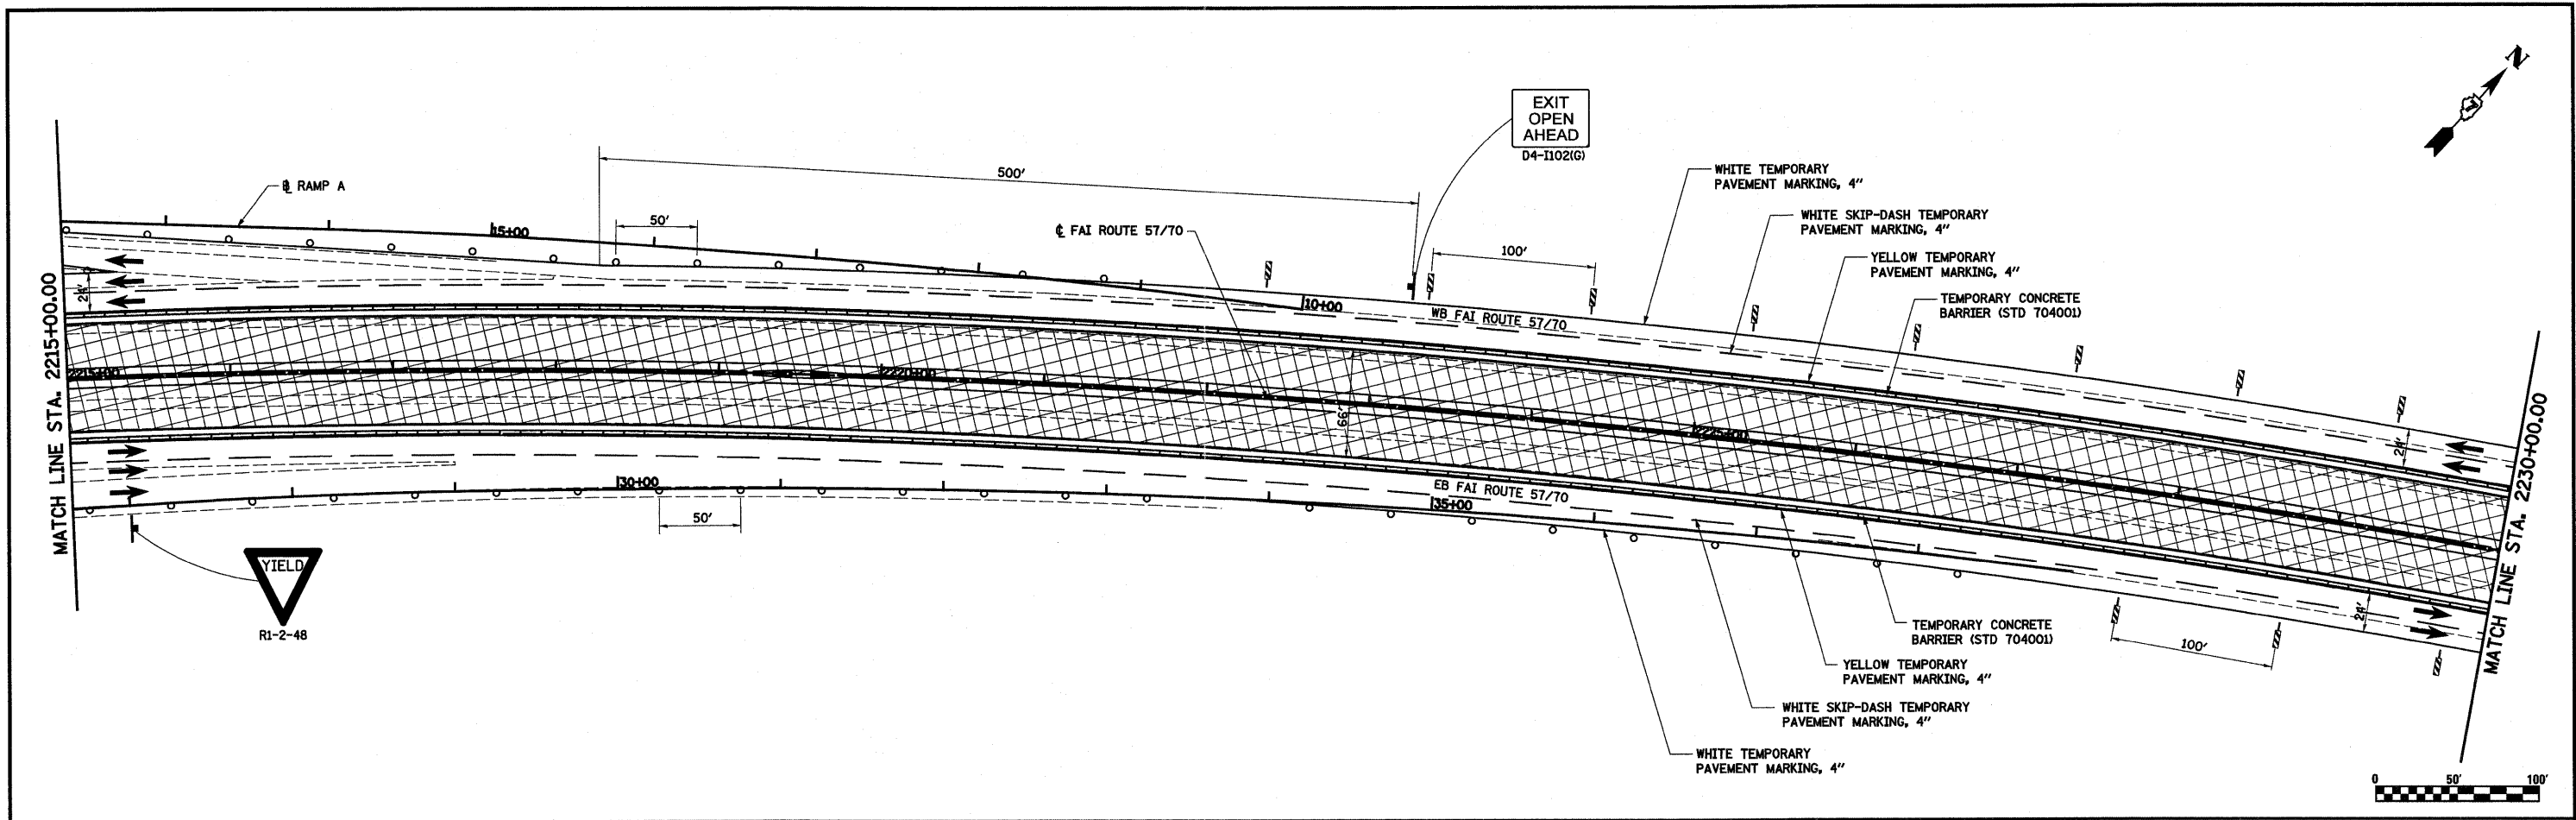 N
EXIT
OPEN
AHEAD
D4-I102(G)
500'
WHITE TEMPORARY
PAVEMENT MARKING, 4"
℄ RAMP A
WHITE SKIP-DASH TEMPORARY
PAVEMENT MARKING, 4"
50'
15+00
℄ FAI ROUTE 57/70
100'
YELLOW TEMPORARY
PAVEMENT MARKING, 4"
TEMPORARY CONCRETE
BARRIER (STD 704001)
24'
10+00
WB FAI ROUTE 57/70
MATCH LINE STA. 2215+00.00
2215+00
2220+00
66'
2225+00
24'
MATCH LINE STA. 2230+00.00
30+00
EB FAI ROUTE 57/70
35+00
50'
YIELD
R1-2-48
24'
100'
TEMPORARY CONCRETE
BARRIER (STD 704001)
YELLOW TEMPORARY
PAVEMENT MARKING, 4"
WHITE SKIP-DASH TEMPORARY
PAVEMENT MARKING, 4"
WHITE TEMPORARY
PAVEMENT MARKING, 4"
0 50' 100'